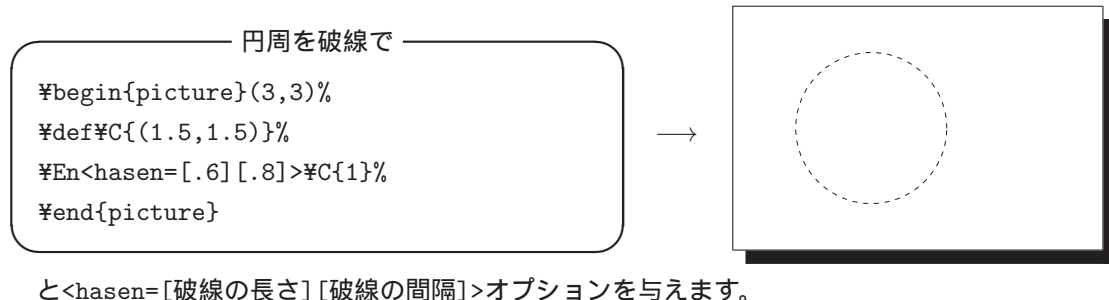 円周を破線で
¥begin{picture}(3,3)%
¥def¥C{(1.5,1.5)}%
¥En<hasen=[.6][.8]>¥C{1}%
¥end{picture}
と<hasen=[破線の長さ][破線の間隔]>オプションを与えます。